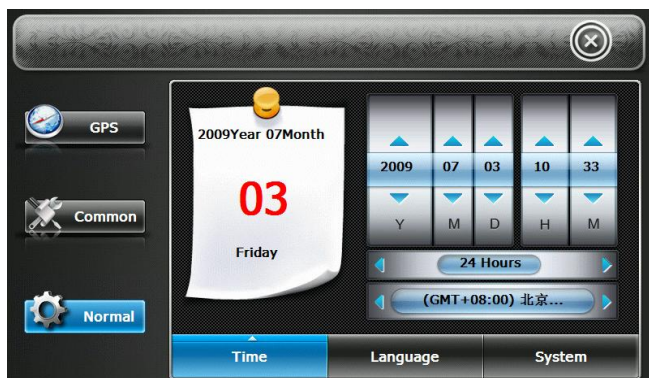 GPS
Common
Normal
2009Year 07Month
03
Friday
2009 07 03 10 33
Y M D H M
24 Hours
(GMT+08:00) 北京...
Time Language System